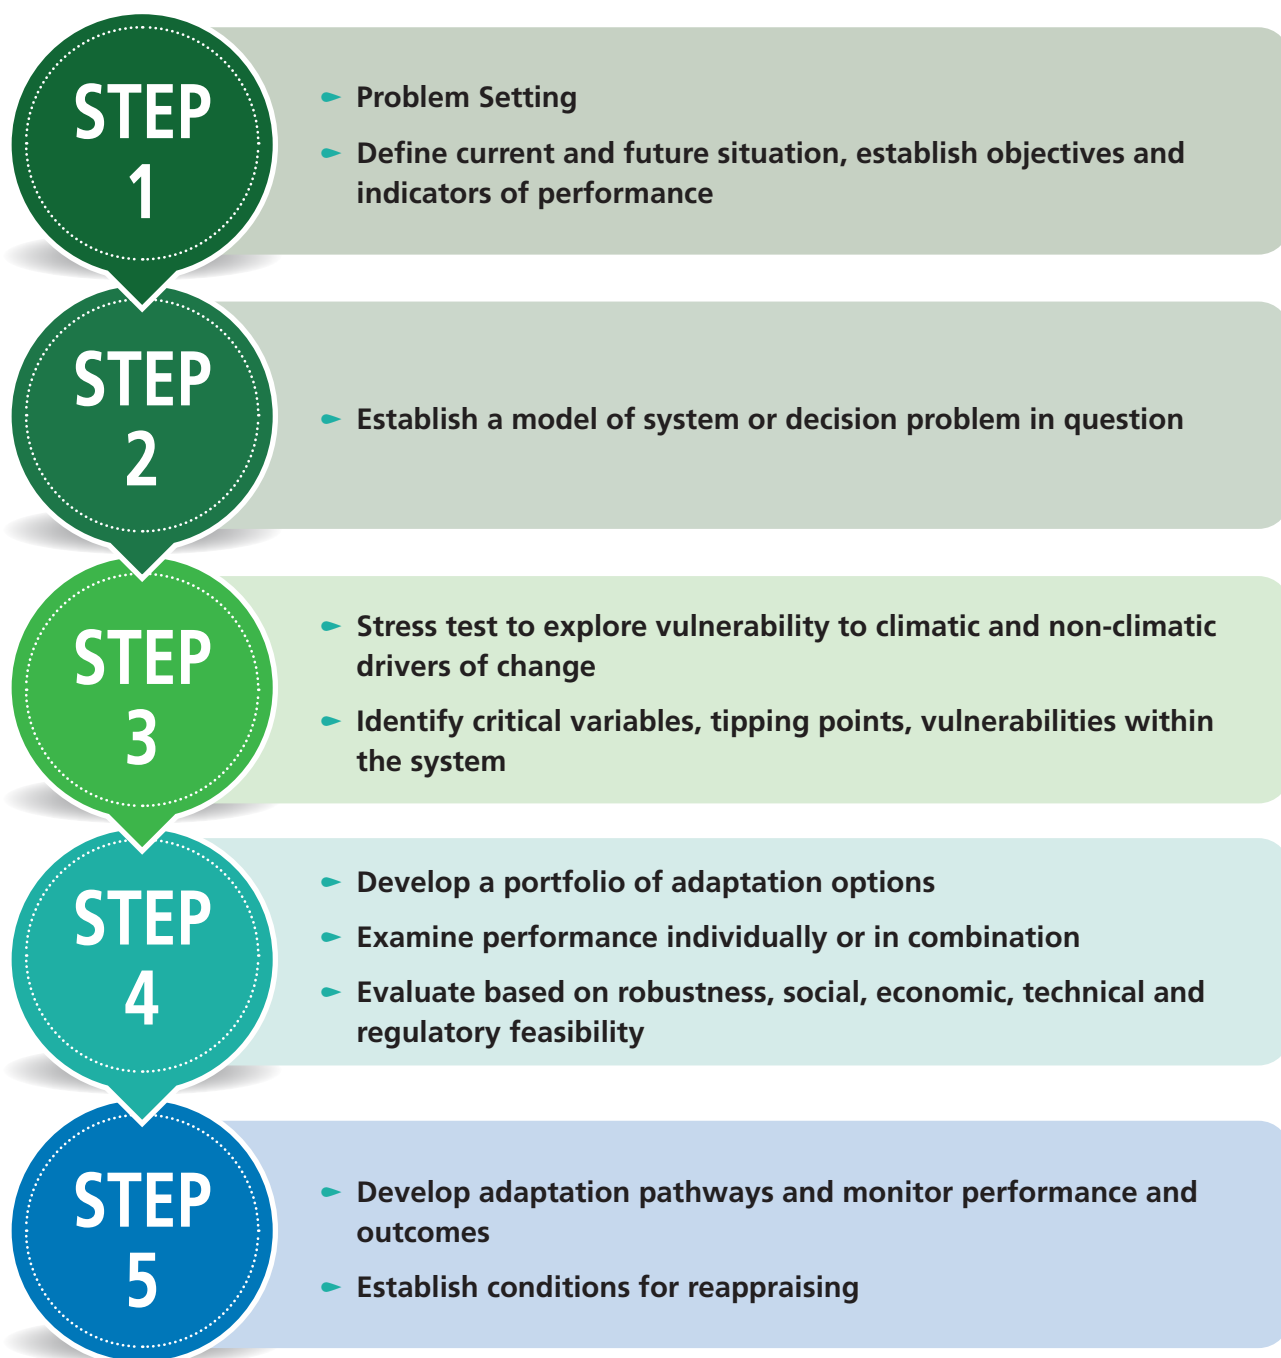 STEP
1
Problem Setting
Define current and future situation, establish objectives and
indicators of performance
STEP
2
Establish a model of system or decision problem in question
STEP
3
Stress test to explore vulnerability to climatic and non-climatic
drivers of change
Identify critical variables, tipping points, vulnerabilities within
the system
STEP
4
Develop a portfolio of adaptation options
Examine performance individually or in combination
Evaluate based on robustness, social, economic, technical and
regulatory feasibility
STEP
5
Develop adaptation pathways and monitor performance and
outcomes
Establish conditions for reappraising